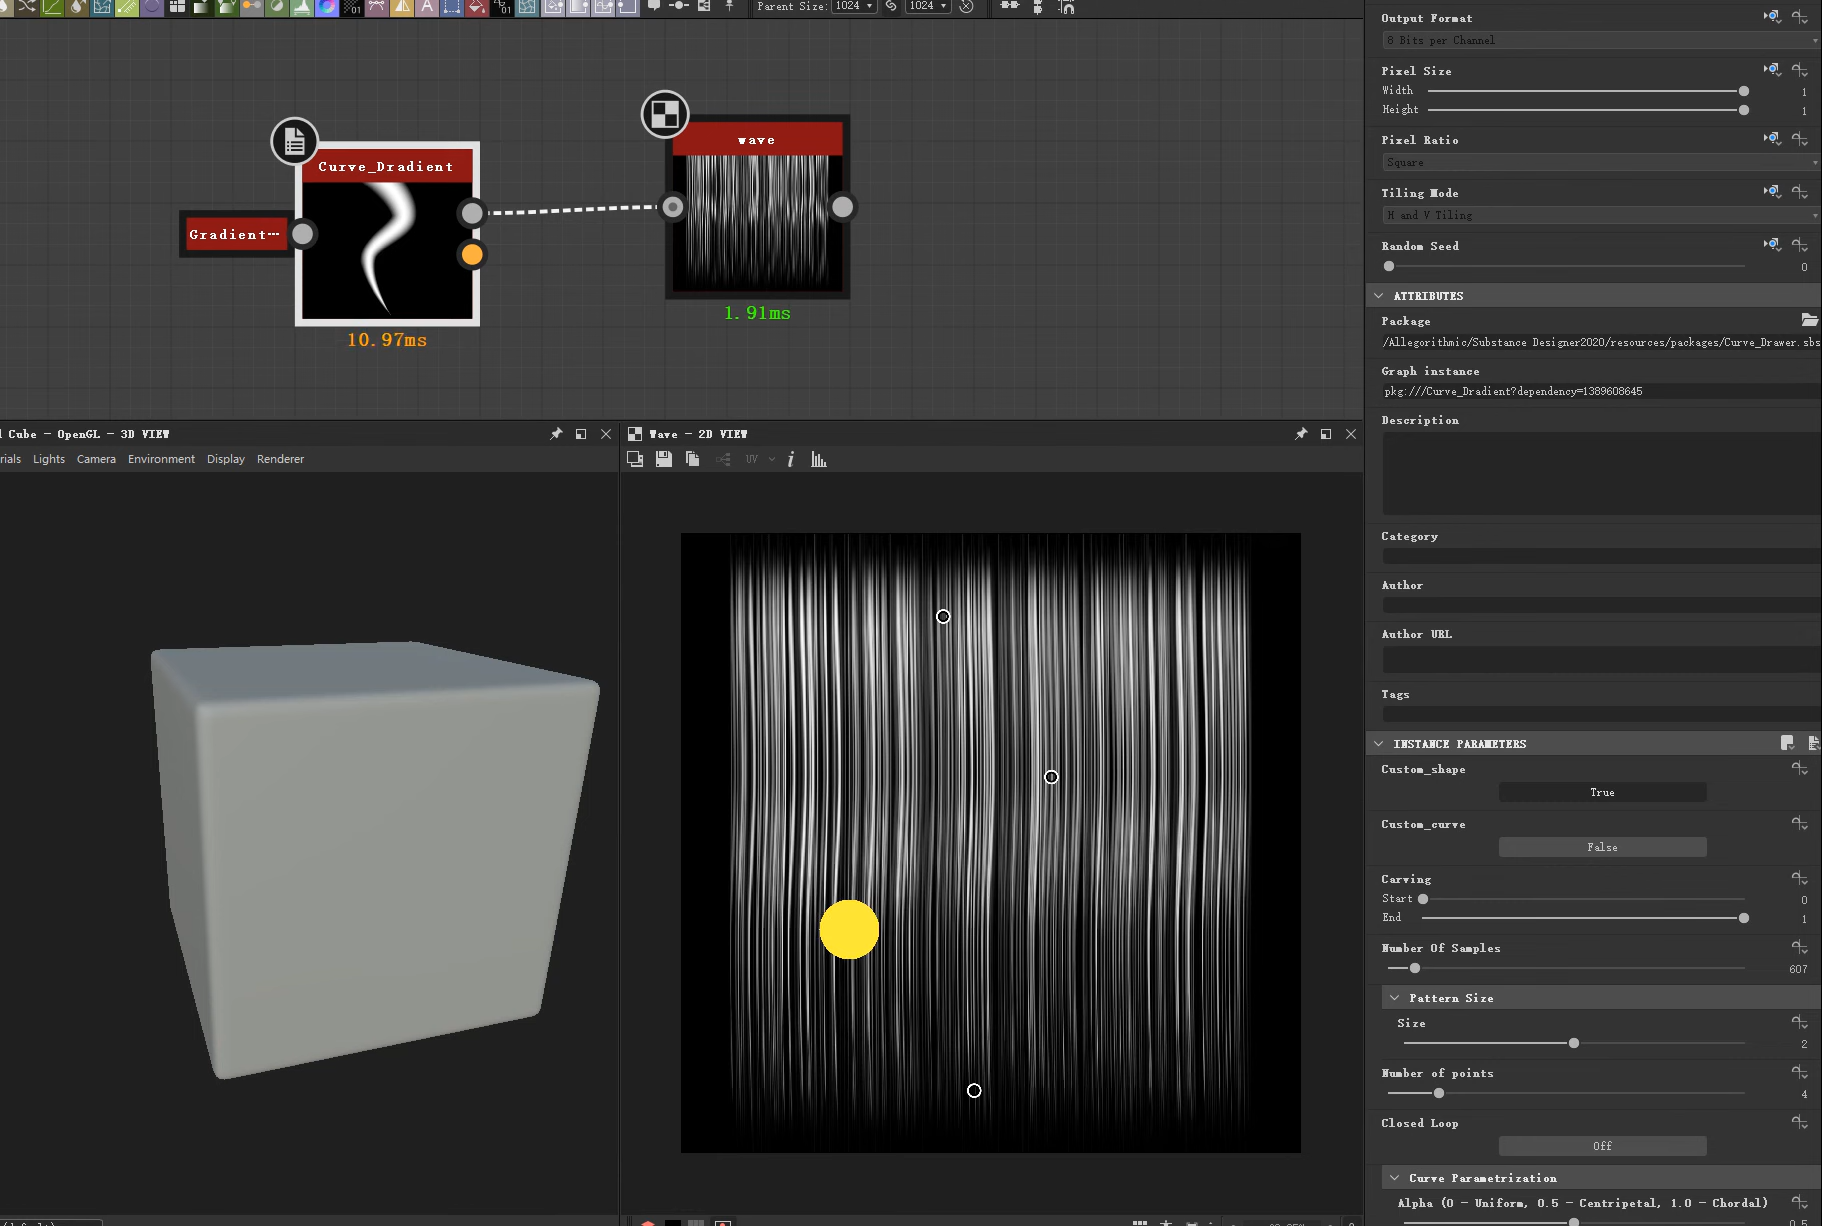 Parent Size: 1024 1024
Curve_Dradient
Gradient…
10.97ms
wave
1.91ms
Cube - OpenGL - 3D VIEW
rials Lights Camera Environment Display Renderer
Wave - 2D VIEW
UV
Output Format
8 Bits per Channel
Pixel Size
Width 1
Height 1
Pixel Ratio
Square
Tiling Mode
H and V Tiling
Random Seed
0
ATTRIBUTES
Package
/Allegorithmic/Substance Designer2020/resources/packages/Curve_Drawer.sbs
Graph instance
pkg:///Curve_Dradient?dependency=1389608645
Description
Category
Author
Author URL
Tags
INSTANCE PARAMETERS
Custom_shape
True
Custom_curve
False
Carving
Start 0
End 1
Number Of Samples
607
Pattern Size
Size
2
Number of points
4
Closed Loop
Off
Curve Parametrization
Alpha (0 - Uniform, 0.5 - Centripetal, 1.0 - Chordal)
0.5